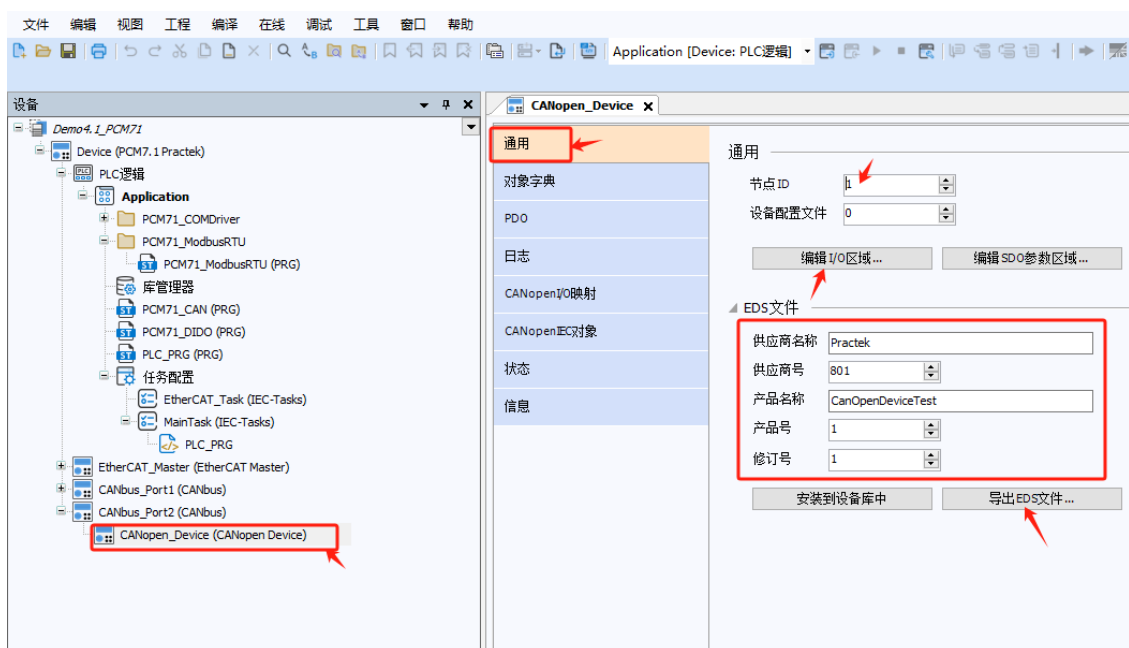 文件 编辑 视图 工程 编译 在线 调试 工具 窗口 帮助
Application [Device: PLC逻辑]
设备
Demo4.1_PCM71
Device (PCM7.1 Practek)
PLC逻辑
Application
PCM71_COMDriver
PCM71_ModbusRTU
PCM71_ModbusRTU (PRG)
库管理器
PCM71_CAN (PRG)
PCM71_DIDO (PRG)
PLC_PRG (PRG)
任务配置
EtherCAT_Task (IEC-Tasks)
MainTask (IEC-Tasks)
PLC_PRG
EtherCAT_Master (EtherCAT Master)
CANbus_Port1 (CANbus)
CANbus_Port2 (CANbus)
CANopen_Device (CANopen Device)
CANopen_Device
通用
对象字典
PDO
日志
CANopenI/O映射
CANopenIEC对象
状态
信息
通用
节点ID 1
设备配置文件 0
编辑I/O区域... 编辑SDO参数区域...
EDS文件
供应商名称 Practek
供应商号 801
产品名称 CanOpenDeviceTest
产品号 1
修订号 1
安装到设备库中 导出EDS文件...